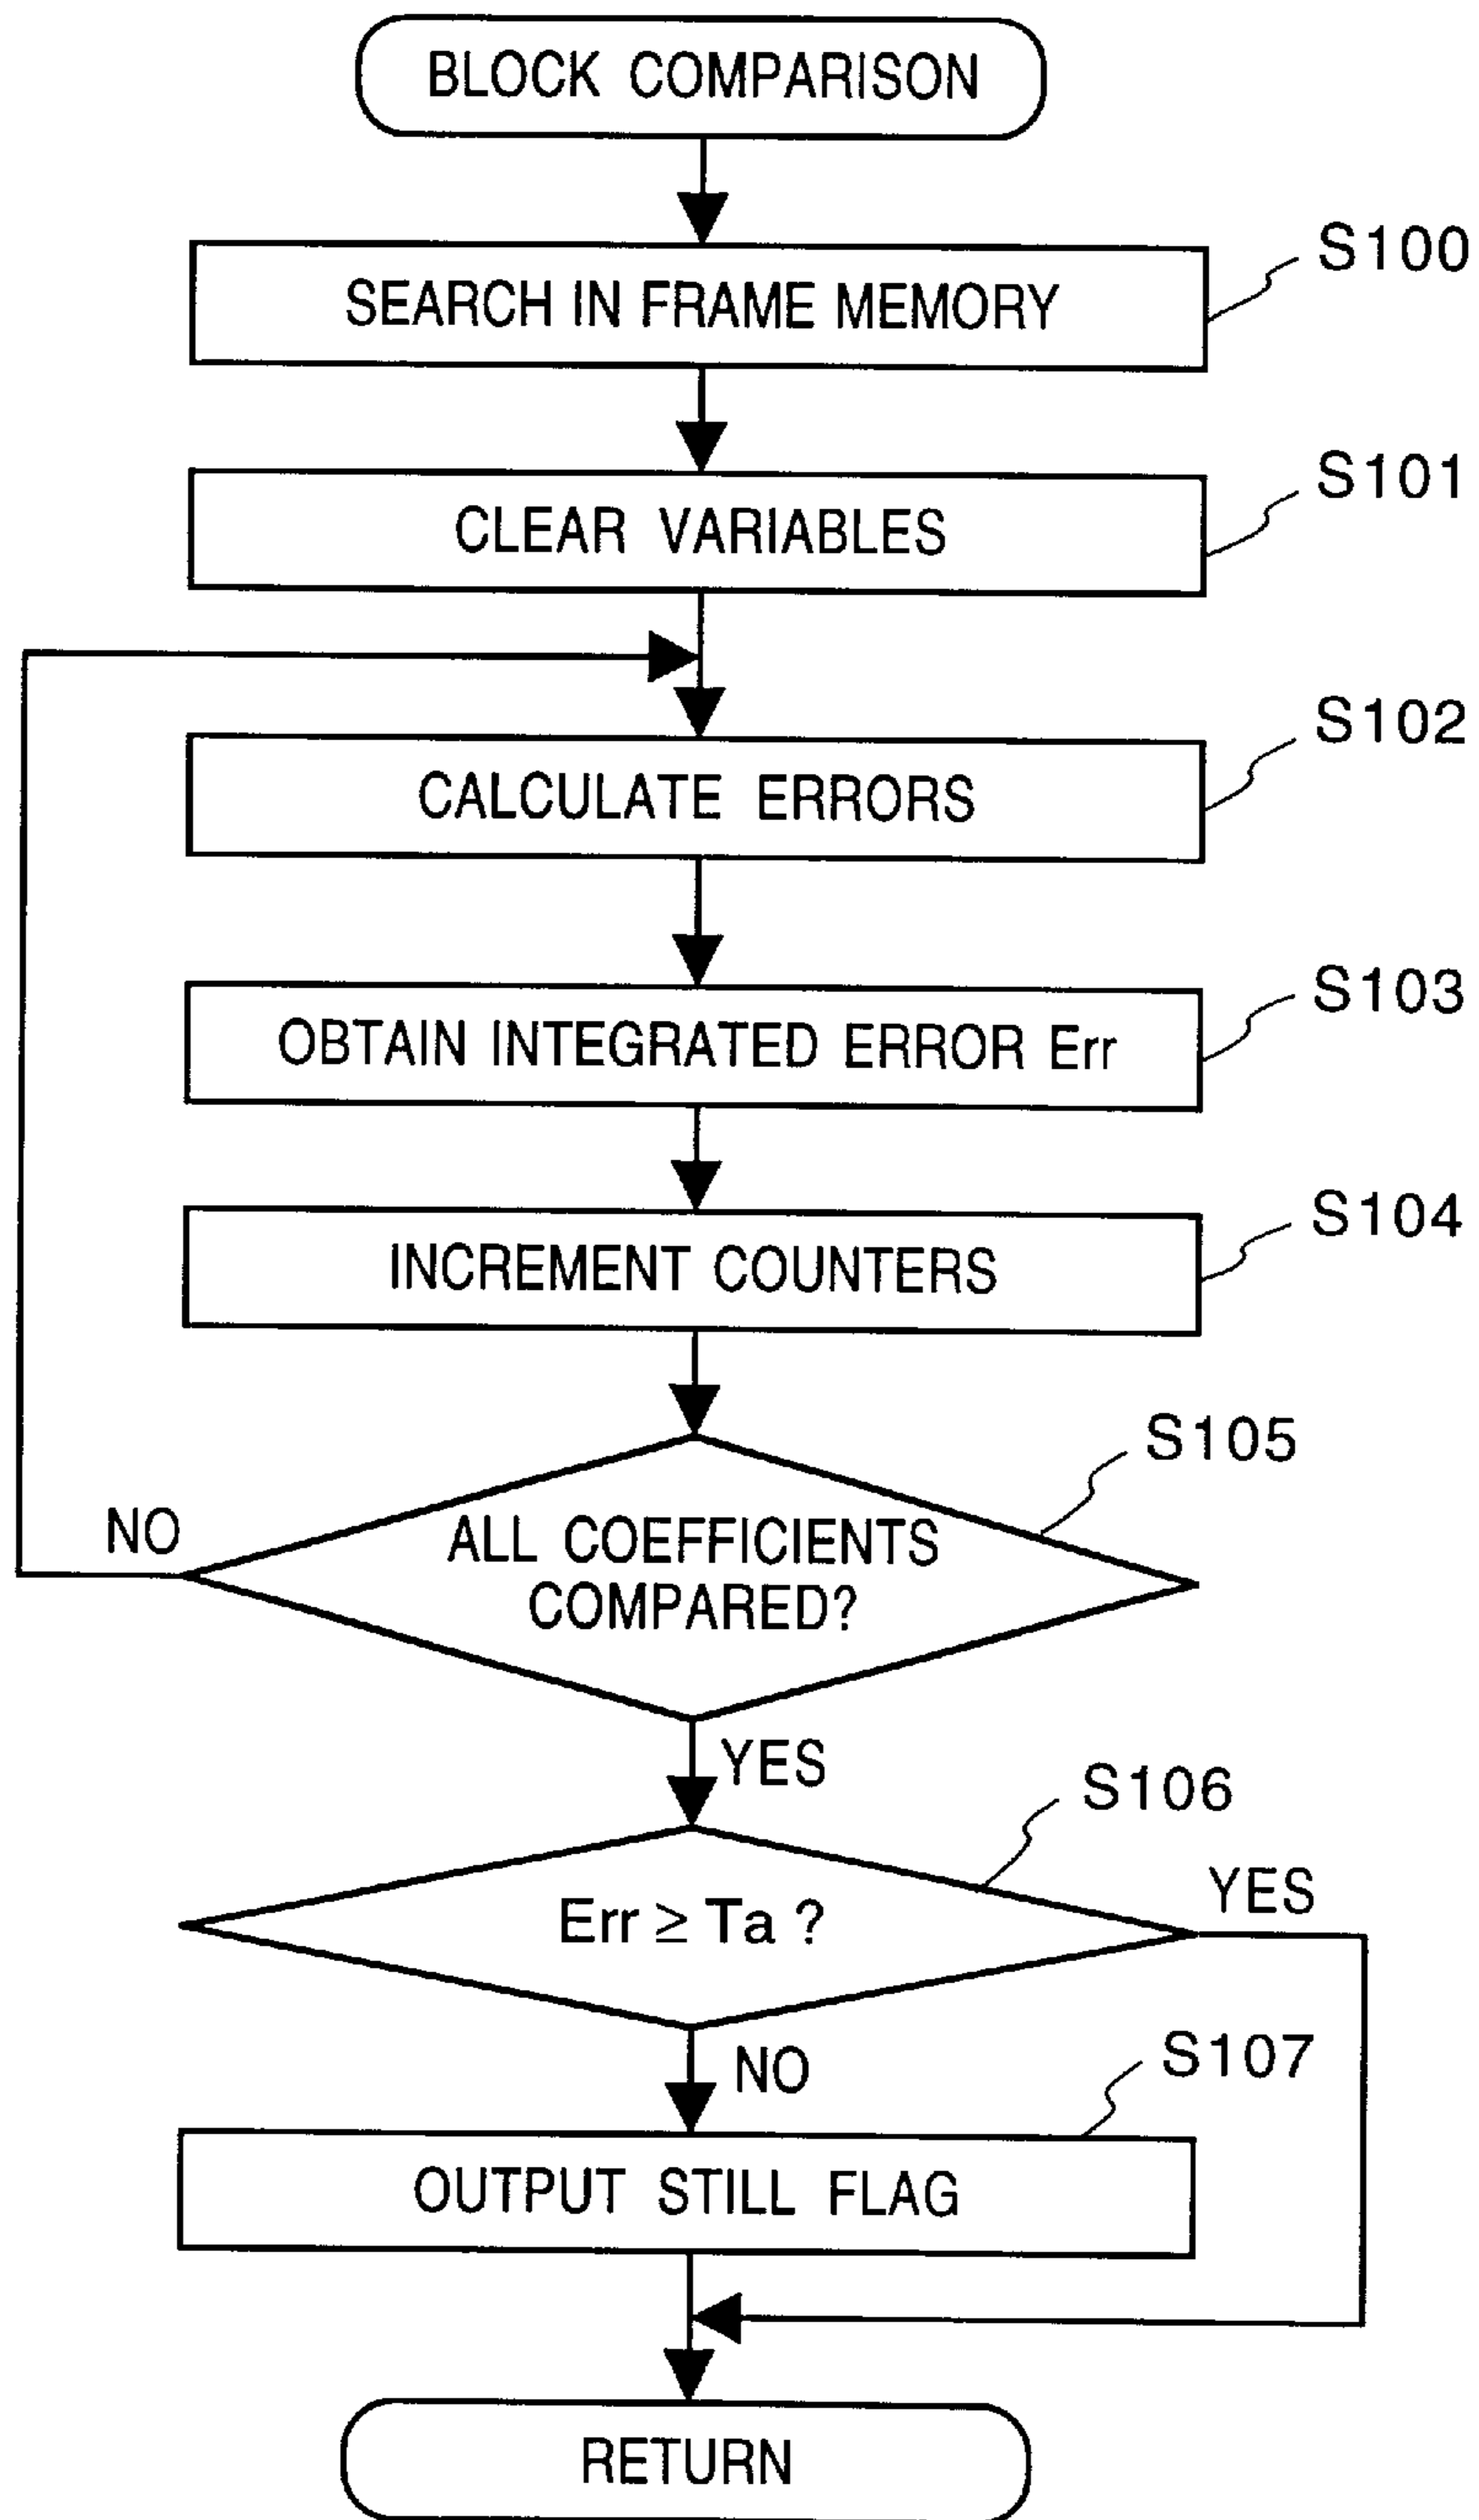 BLOCK COMPARISON
S100
SEARCH IN FRAME MEMORY
S101
CLEAR VARIABLES
S102
CALCULATE ERRORS
S103
OBTAIN INTEGRATED ERROR Err
S104
INCREMENT COUNTERS
S105
NO
ALL COEFFICIENTS
COMPARED?
YES
S106
YES
Err ≥ Ta ?
NO
S107
OUTPUT STILL FLAG
RETURN